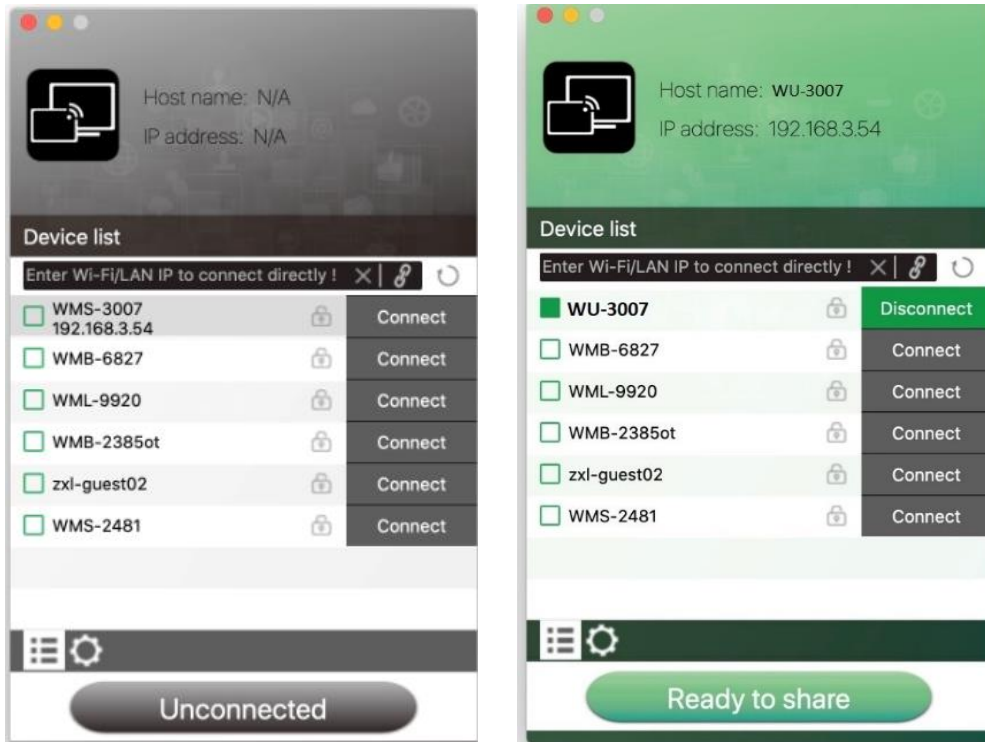 Host name: N/A
IP address: N/A
Device list
Enter Wi-Fi/LAN IP to connect directly !
WMS-3007
192.168.3.54
Connect
WMB-6827
Connect
WML-9920
Connect
WMB-2385ot
Connect
zxl-guest02
Connect
WMS-2481
Connect
Unconnected
Host name: WU-3007
IP address: 192.168.3.54
Device list
Enter Wi-Fi/LAN IP to connect directly !
WU-3007
Disconnect
WMB-6827
Connect
WML-9920
Connect
WMB-2385ot
Connect
zxl-guest02
Connect
WMS-2481
Connect
Ready to share